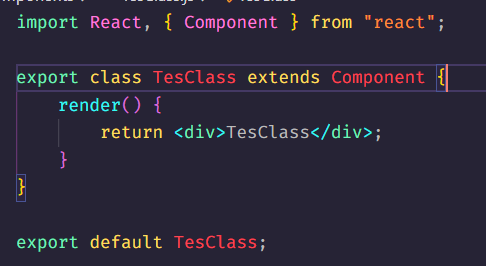 import React, { Component } from "react";
export class TesClass extends Component {
render() {
return <div>TesClass</div>;
}
}
export default TesClass;